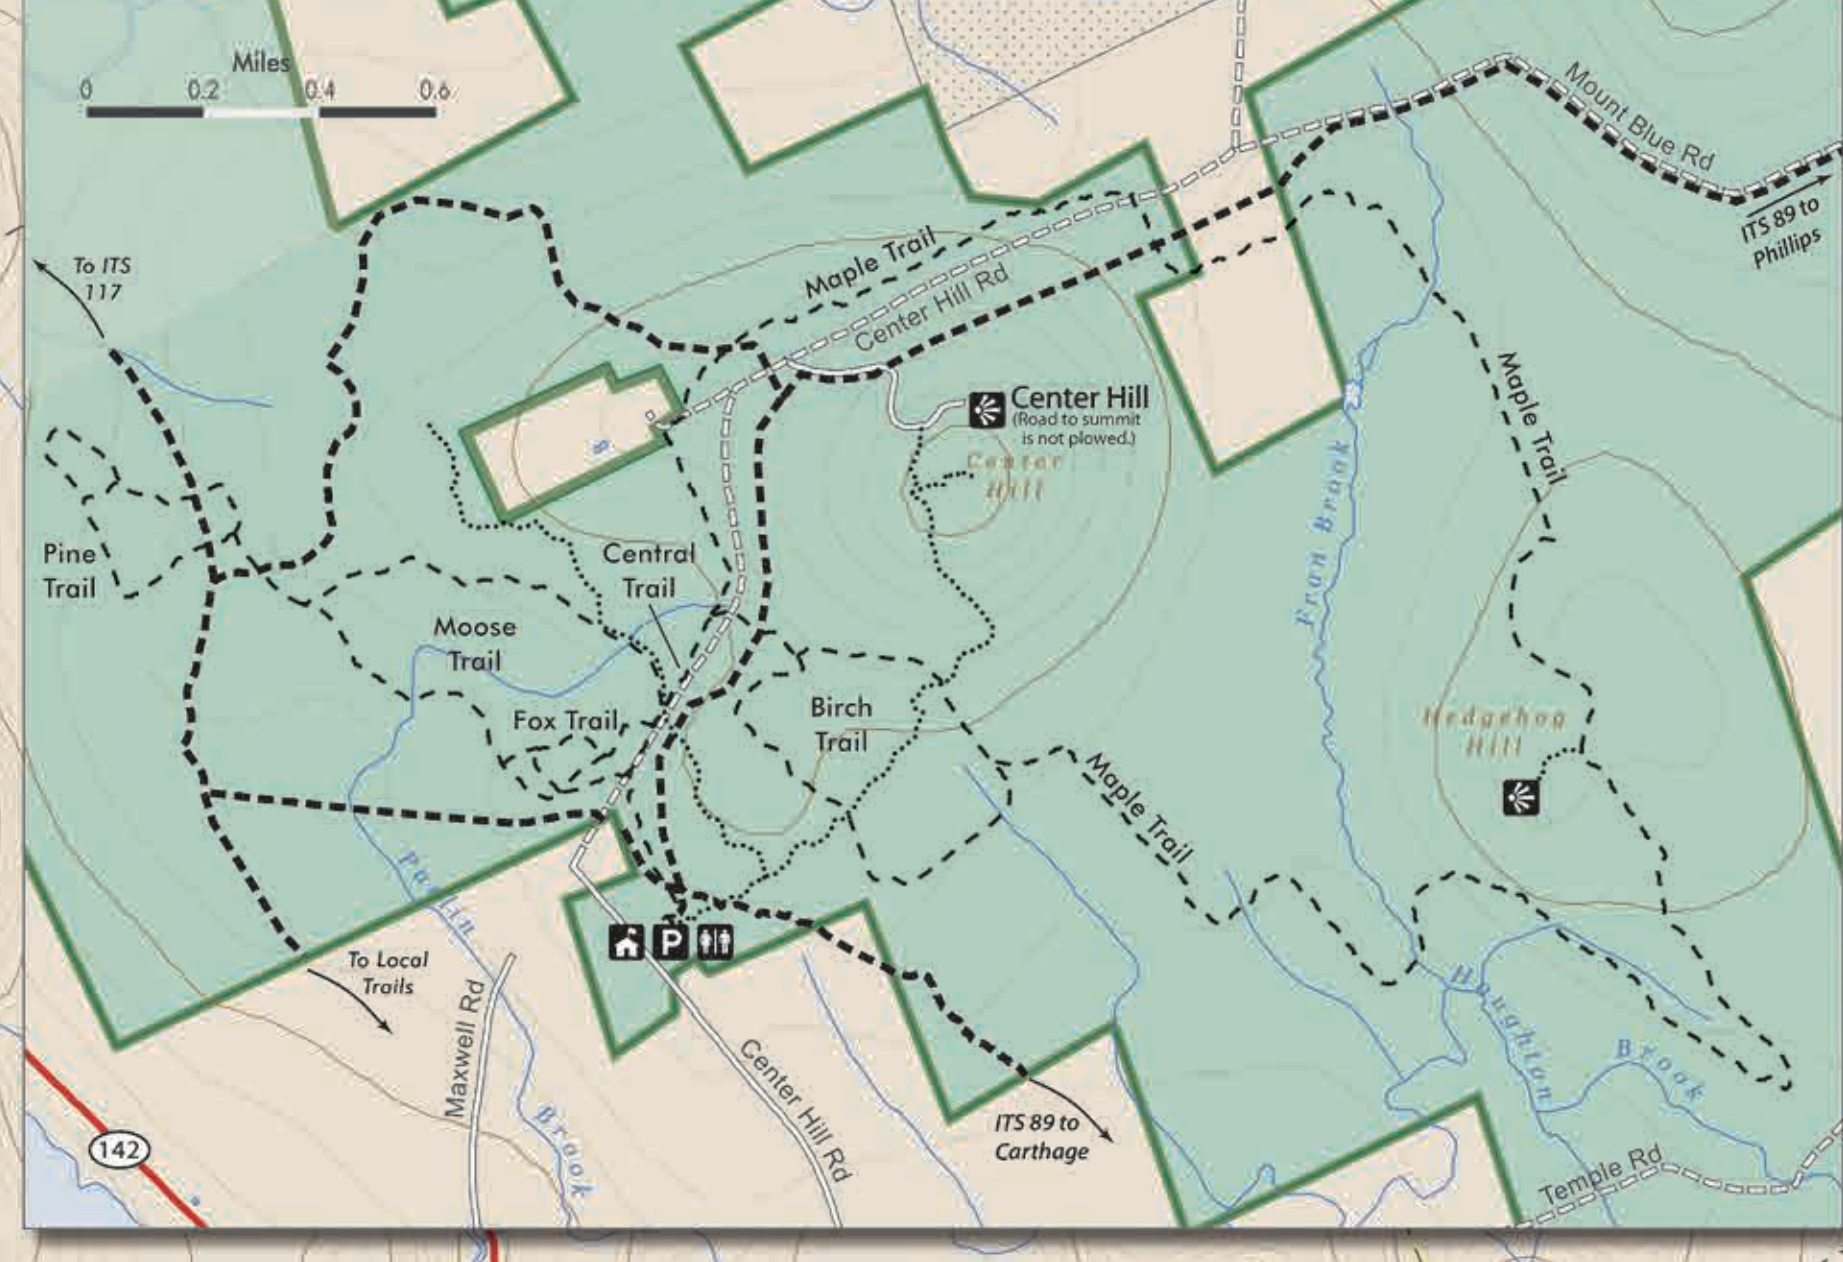 Miles
0 0.2 0.4 0.6
Mount Blue Rd
ITS 89 to
Phillips
To ITS
117
Maple Trail
Center Hill Rd
Center Hill
(Road to summit
is not plowed.)
Center
Hill
Maple Trail
Fran Brook
Pine
Trail
Central
Trail
Moose
Trail
Fox Trail
Birch
Trail
Hedgehog
Hill
Maple Trail
P
To Local
Trails
Maxwell Rd
Center Hill Rd
Brook
Houghton
Brook
ITS 89 to
Carthage
142
Temple Rd